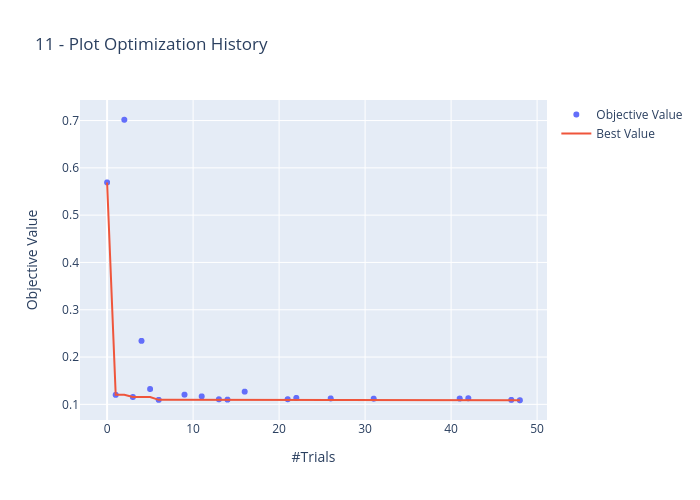 11 - Plot Optimization History
Objective Value
Best Value
0.7
0.6
0.5
0.4
0.3
0.2
0.1
Objective Value
0 10 20 30 40 50
#Trials